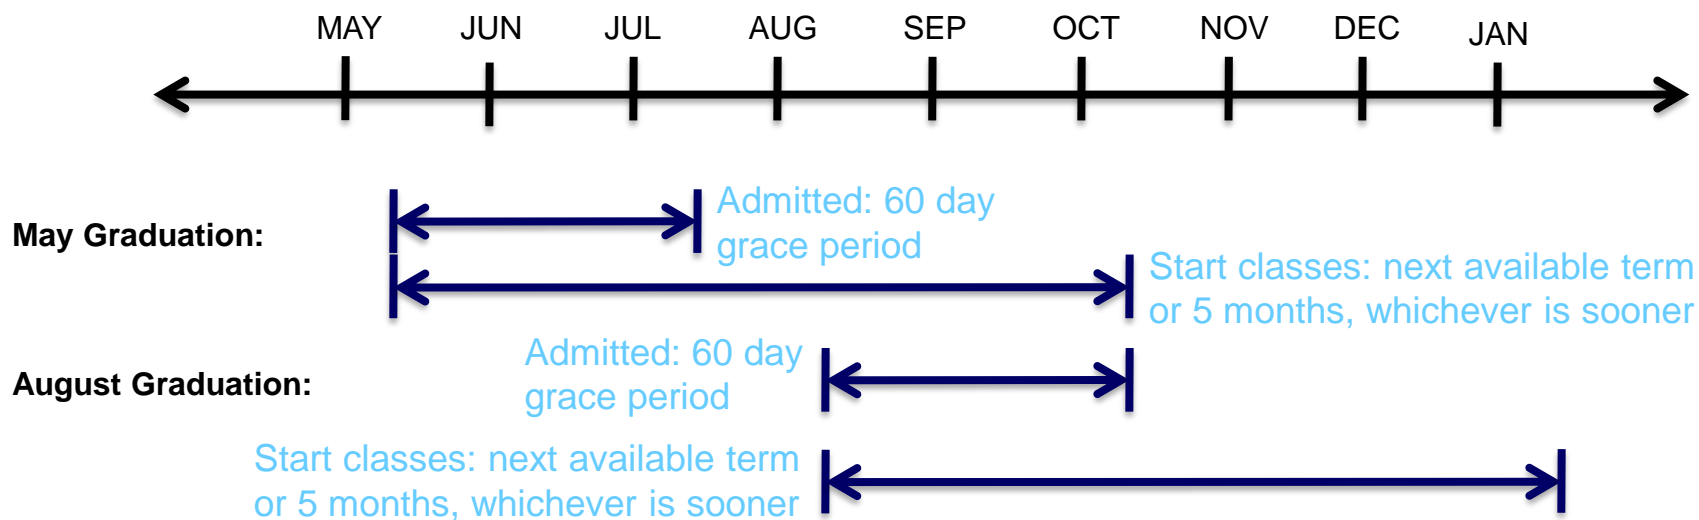 MAY JUN JUL AUG SEP OCT NOV DEC JAN
May Graduation:
Admitted: 60 day
grace period
Start classes: next available term
or 5 months, whichever is sooner
August Graduation:
Admitted: 60 day
grace period
Start classes: next available term
or 5 months, whichever is sooner